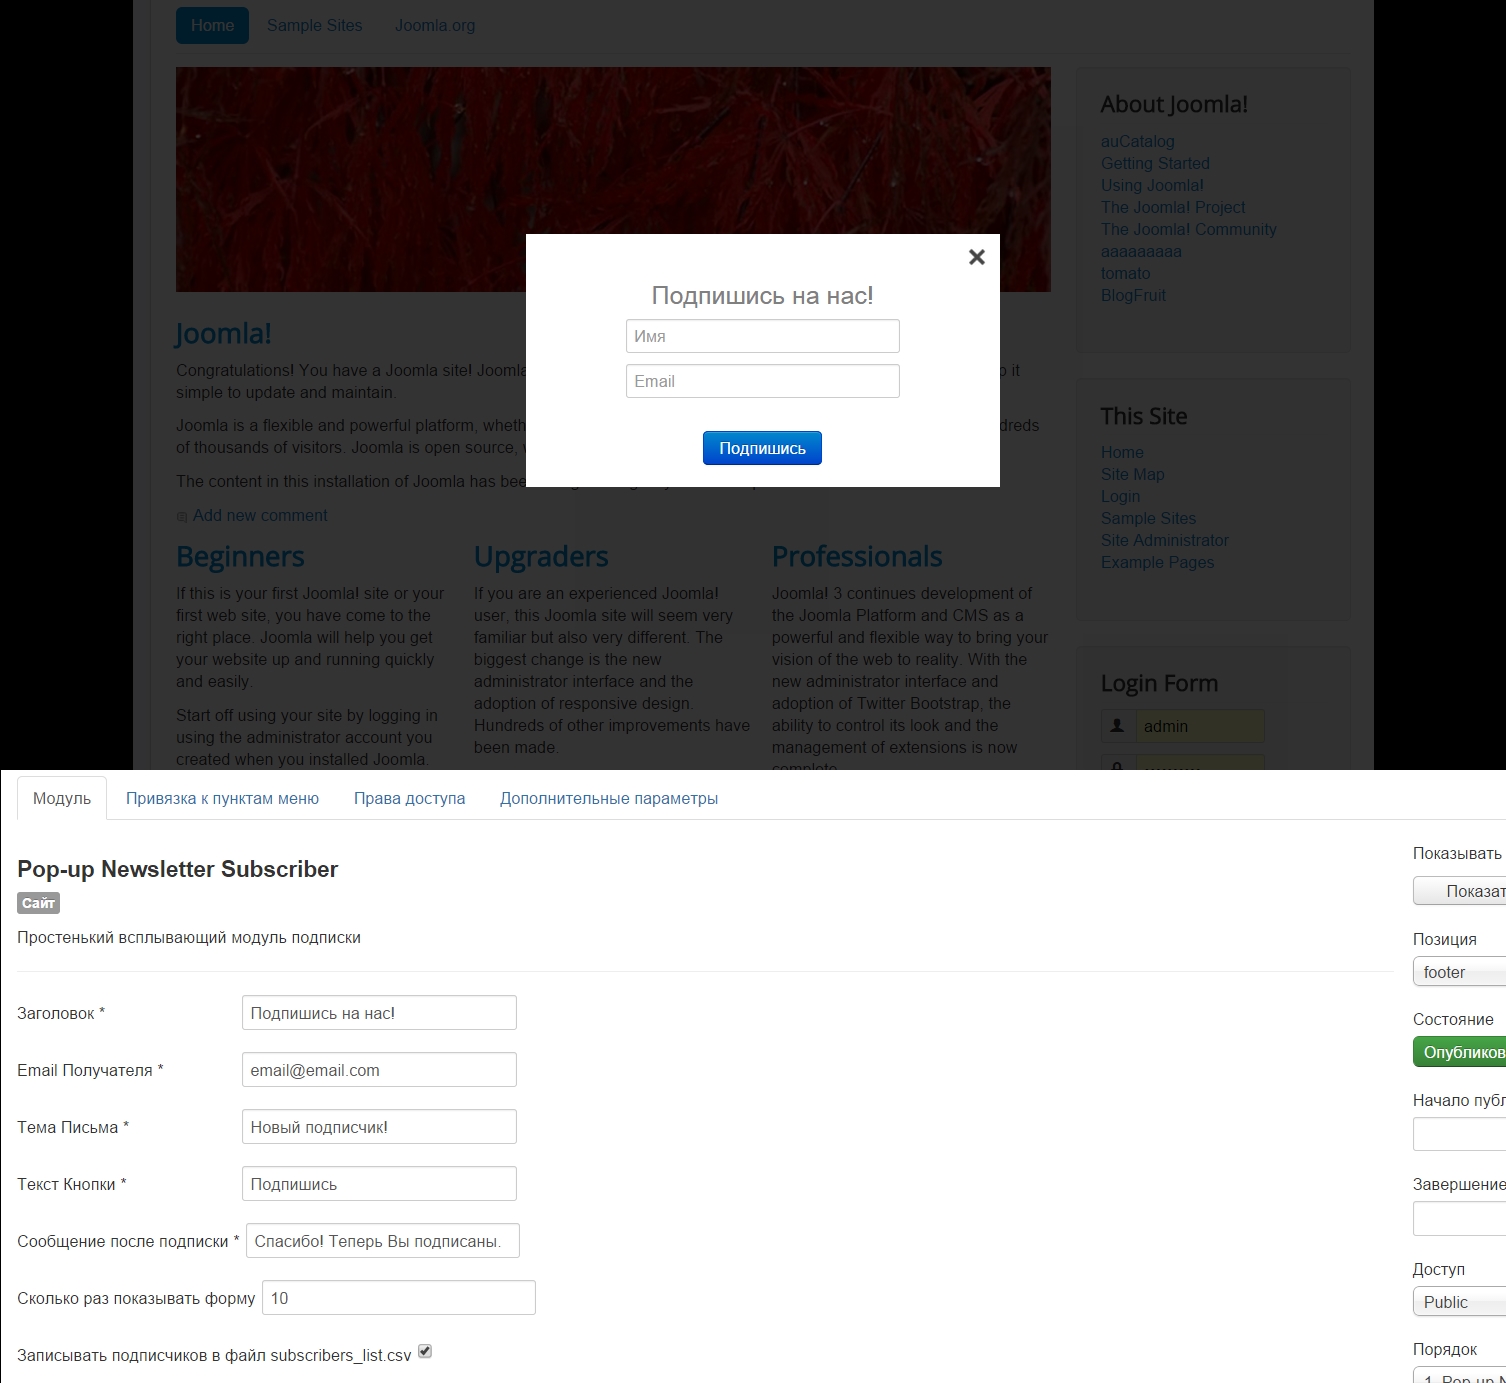 Home Sample Sites Joomla.org
About Joomla!
auCatalog
Getting Started
Using Joomla!
The Joomla! Project
The Joomla! Community
aaaaaaaaa
tomato
BlogFruit
Подпишись на нас!
Имя
Email
Подпишись
Joomla!
Congratulations! You have a Joomla site! Joomla it
simple to update and maintain.
Joomla is a flexible and powerful platform, wheth dreds
of thousands of visitors. Joomla is open source,
The content in this installation of Joomla has bee
Add new comment
This Site
Home
Site Map
Login
Sample Sites
Site Administrator
Example Pages
Beginners
If this is your first Joomla! site or your
first web site, you have come to the
right place. Joomla will help you get
your website up and running quickly
and easily.
Start off using your site by logging in
using the administrator account you
created when you installed Joomla.
Upgraders
If you are an experienced Joomla!
user, this Joomla site will seem very
familiar but also very different. The
biggest change is the new
administrator interface and the
adoption of responsive design.
Hundreds of other improvements have
been made.
Professionals
Joomla! 3 continues development of
the Joomla Platform and CMS as a
powerful and flexible way to bring your
vision of the web to reality. With the
new administrator interface and
adoption of Twitter Bootstrap, the
ability to control its look and the
management of extensions is now
complete.
Login Form
admin
Модуль Привязка к пунктам меню Права доступа Дополнительные параметры
Pop-up Newsletter Subscriber
Сайт
Простенький всплывающий модуль подписки
Заголовок * Подпишись на нас!
Email Получателя * email@email.com
Тема Письма * Новый подписчик!
Текст Кнопки * Подпишись
Сообщение после подписки * Спасибо! Теперь Вы подписаны.
Сколько раз показывать форму 10
Записывать подписчиков в файл subscribers_list.csv
Показывать
Показат
Позиция
footer
Состояние
Опубликов
Начало публ
Завершение
Доступ
Public
Порядок
1. Pop-up N